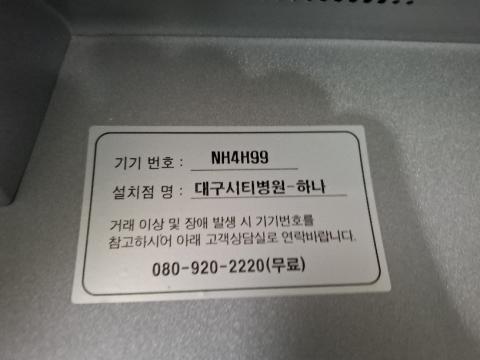 기기 번호 : NH4H99
설치점 명 : 대구시티병원-하나
거래 이상 및 장애 발생 시 기기번호를
참고하시어 아래 고객상담실로 연락바랍니다.
080-920-2220(무료)